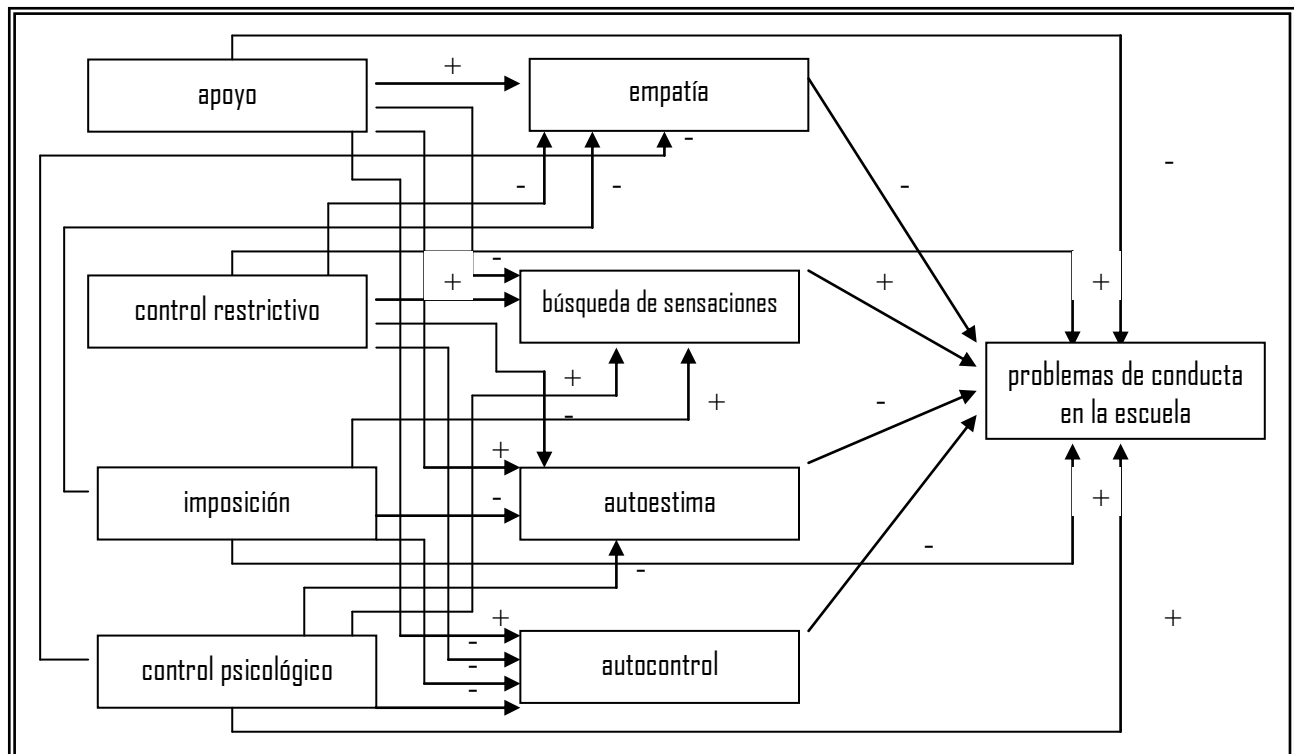 apoyo
+
empatía
-
-
-
-
-
control restrictivo
+
-
búsqueda de sensaciones
+
+
problemas de conducta
en la escuela
+
-
+
-
imposición
+
-
autoestima
+
-
-
control psicológico
+
-
-
-
autocontrol
+